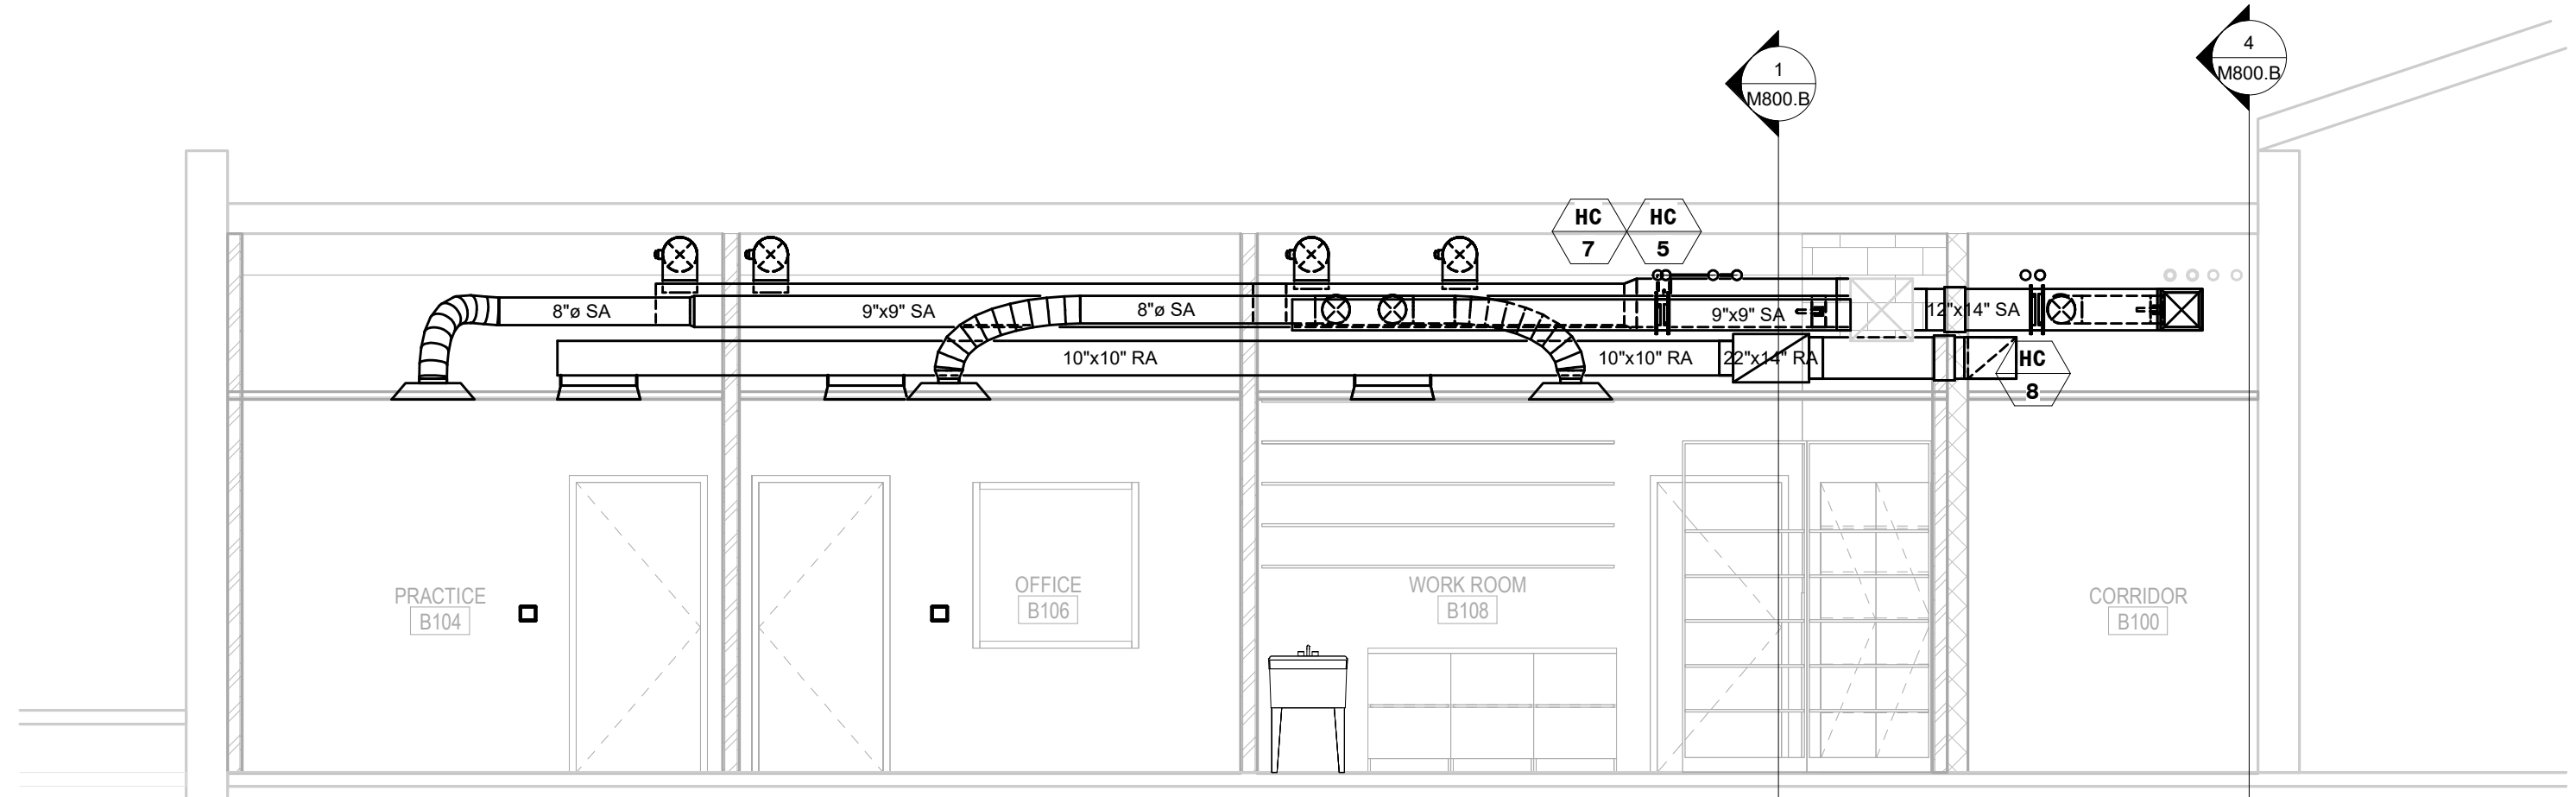 4
M800.B
1
M800.B
HC
7
HC
5
8"ø SA
9"x9" SA
8"ø SA
9"x9" SA
12"x14" SA
10"x10" RA
10"x10" RA
22"x14" RA
HC
8
PRACTICE
B104
OFFICE
B106
WORK ROOM
B108
CORRIDOR
B100